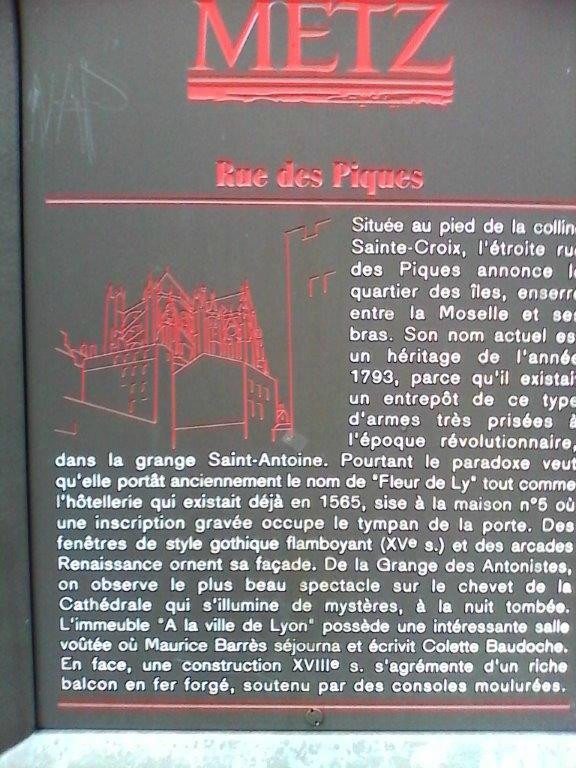 NAP
METZ
Rue des Piques
Située au pied de la collin
Sainte-Croix, l'étroite ru
des Piques annonce l
quartier des îles, enserr
entre la Moselle et se
bras. Son nom actuel es
un héritage de l'anné
1793, parce qu'il existai
un entrepôt de ce type
d'armes très prisées à
l'époque révolutionnaire,
dans la grange Saint-Antoine. Pourtant le paradoxe veut
qu'elle portât anciennement le nom de "Fleur de Ly" tout comme
l'hôtellerie qui existait déjà en 1565, sise à la maison n°5 où
une inscription gravée occupe le tympan de la porte. Des
fenêtres de style gothique flamboyant (XVe s.) et des arcades
Renaissance ornent sa façade. De la Grange des Antonistes,
on observe le plus beau spectacle sur le chevet de la
Cathédrale qui s'illumine de mystères, à la nuit tombée.
L'immeuble "A la ville de Lyon" possède une intéressante salle
voûtée où Maurice Barrès séjourna et écrivit Colette Baudoche.
En face, une construction XVIIIe s. s'agrémente d'un riche
balcon en fer forgé, soutenu par des consoles moulurées.